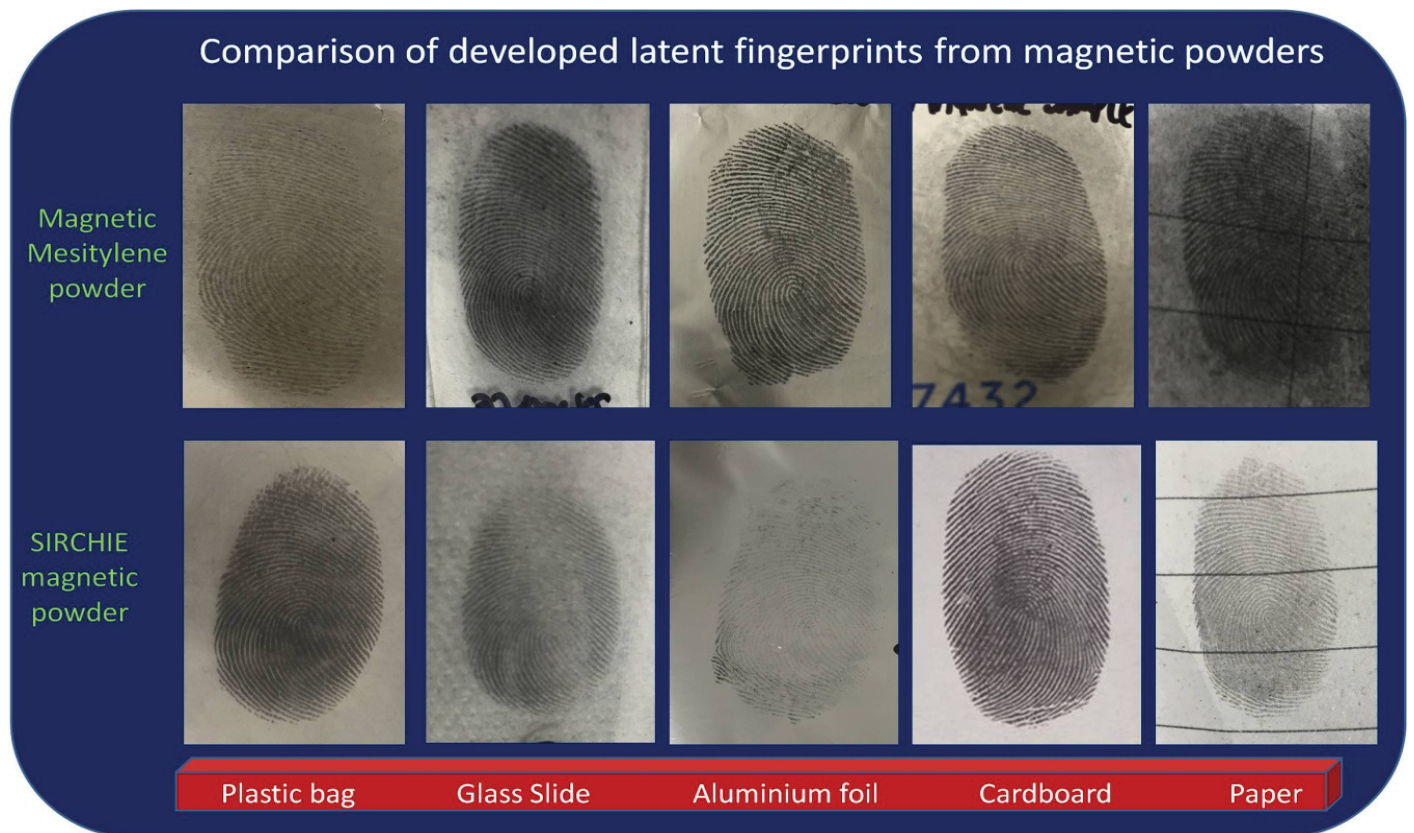 Comparison of developed latent fingerprints from magnetic powders
Magnetic
Mesitylene
powder
7432
SIRCHIE
magnetic
powder
Plastic bag
Glass Slide
Aluminium foil
Cardboard
Paper